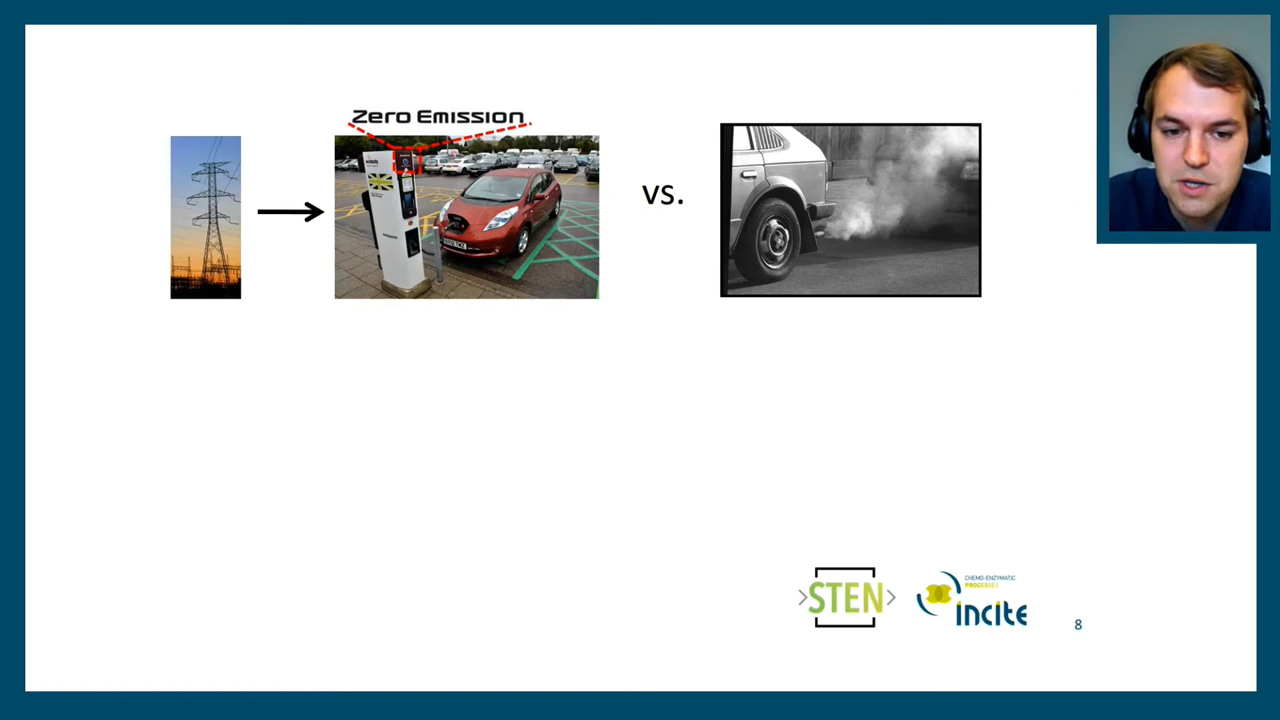 Zero Emission
vs.
STEN
CHEMO-ENZYMATIC
PROCESSES
incite
8